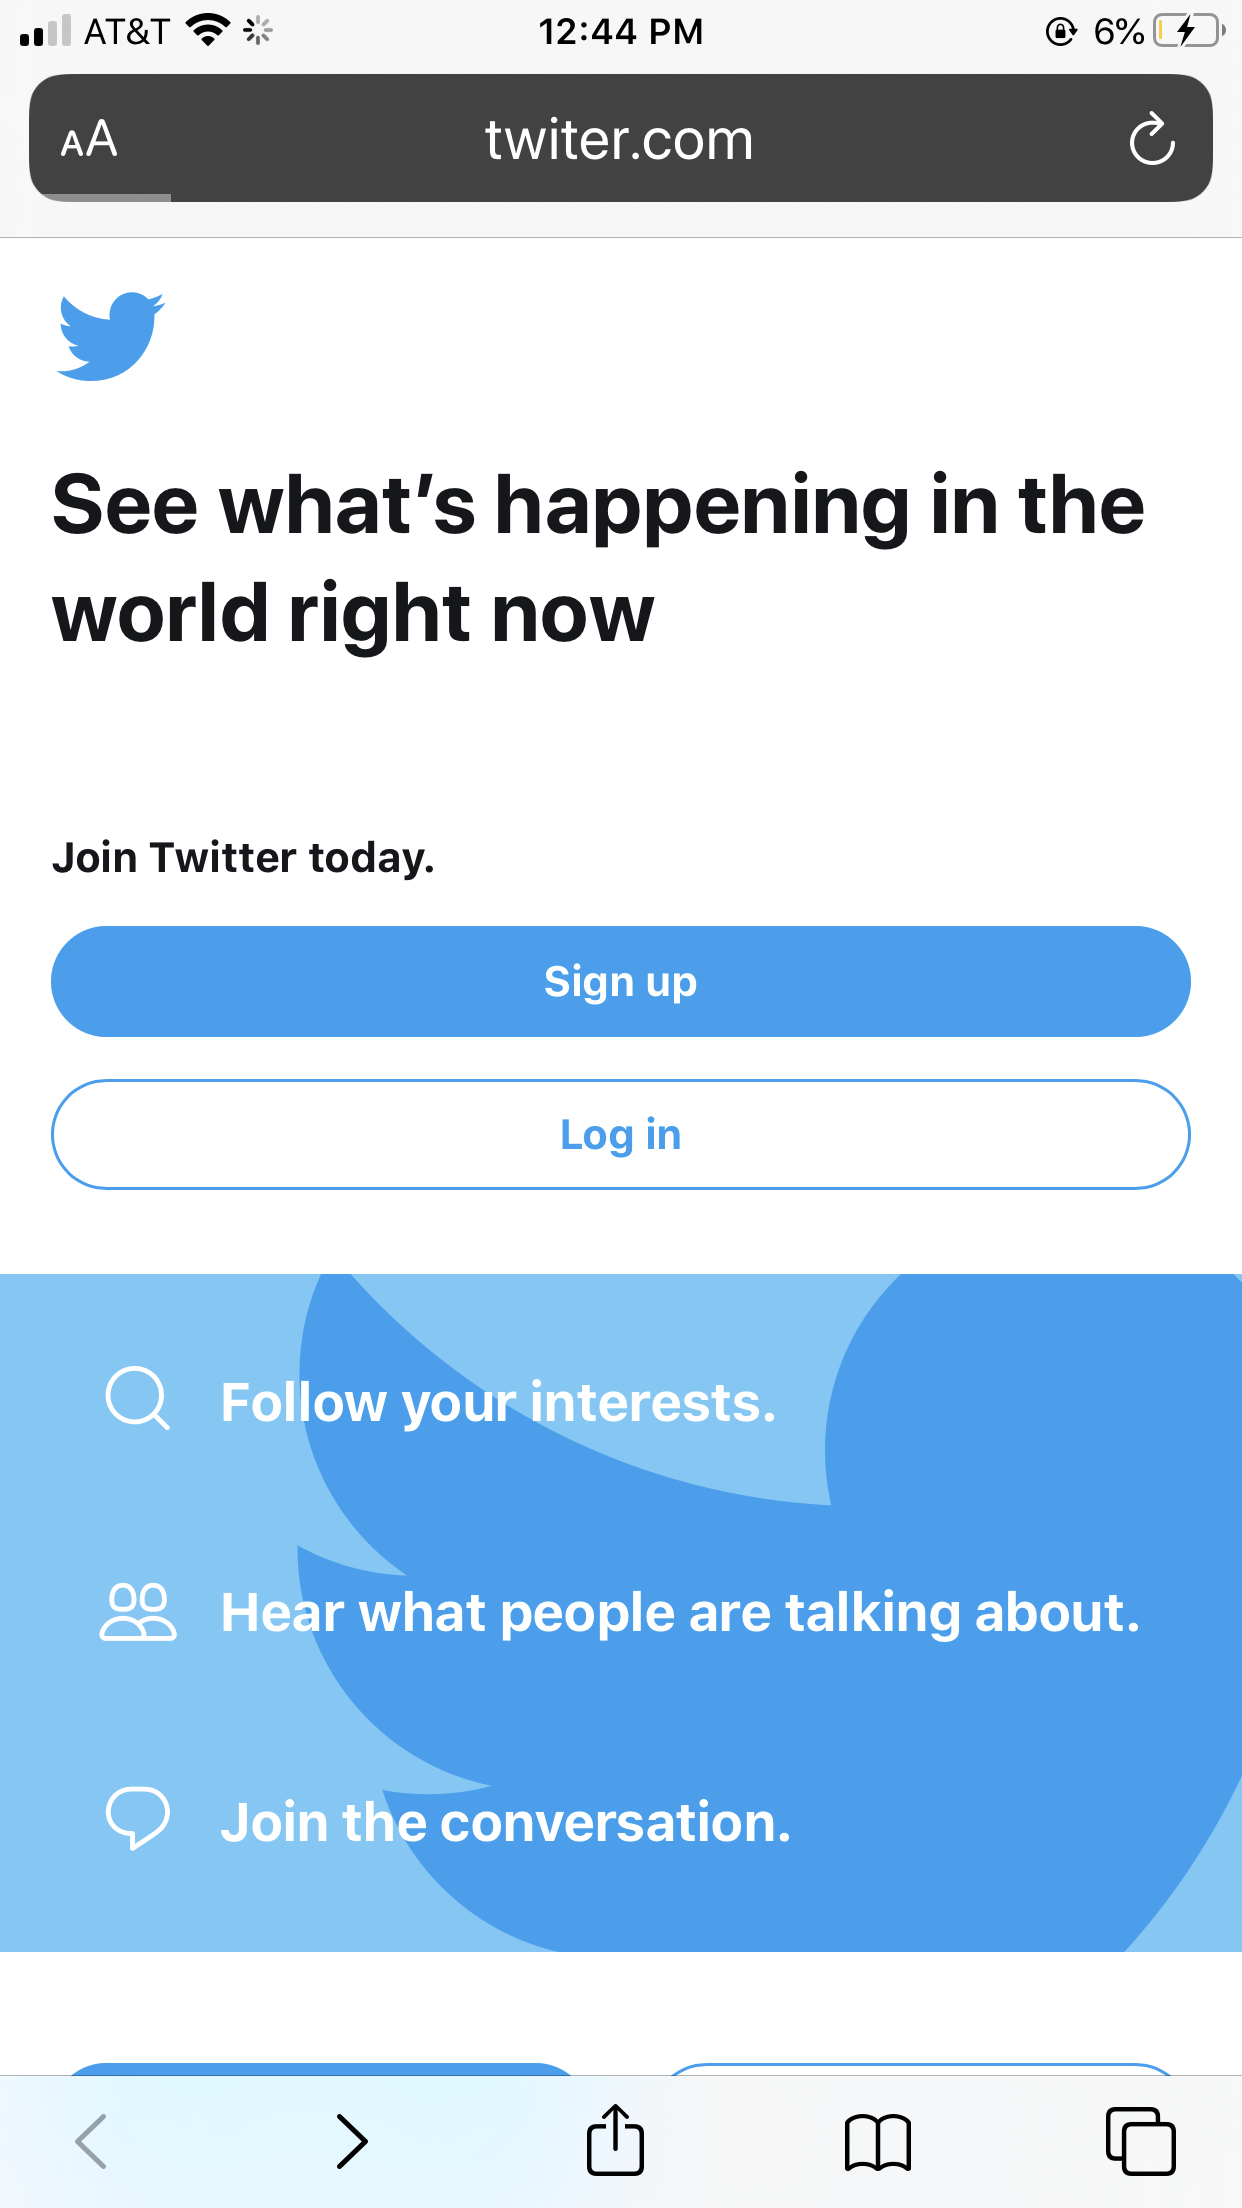 AT&T 12:44 PM 6%
AA twiter.com
See what’s happening in the
world right now
Join Twitter today.
Sign up
Log in
Follow your interests.
Hear what people are talking about.
Join the conversation.